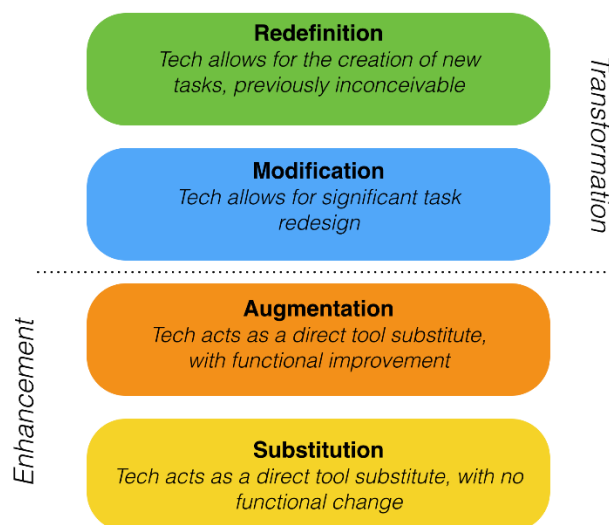 Redefinition
Tech allows for the creation of new
tasks, previously inconceivable
Transformation
Modification
Tech allows for significant task
redesign
Augmentation
Tech acts as a direct tool substitute,
with functional improvement
Enhancement
Substitution
Tech acts as a direct tool substitute, with no
functional change